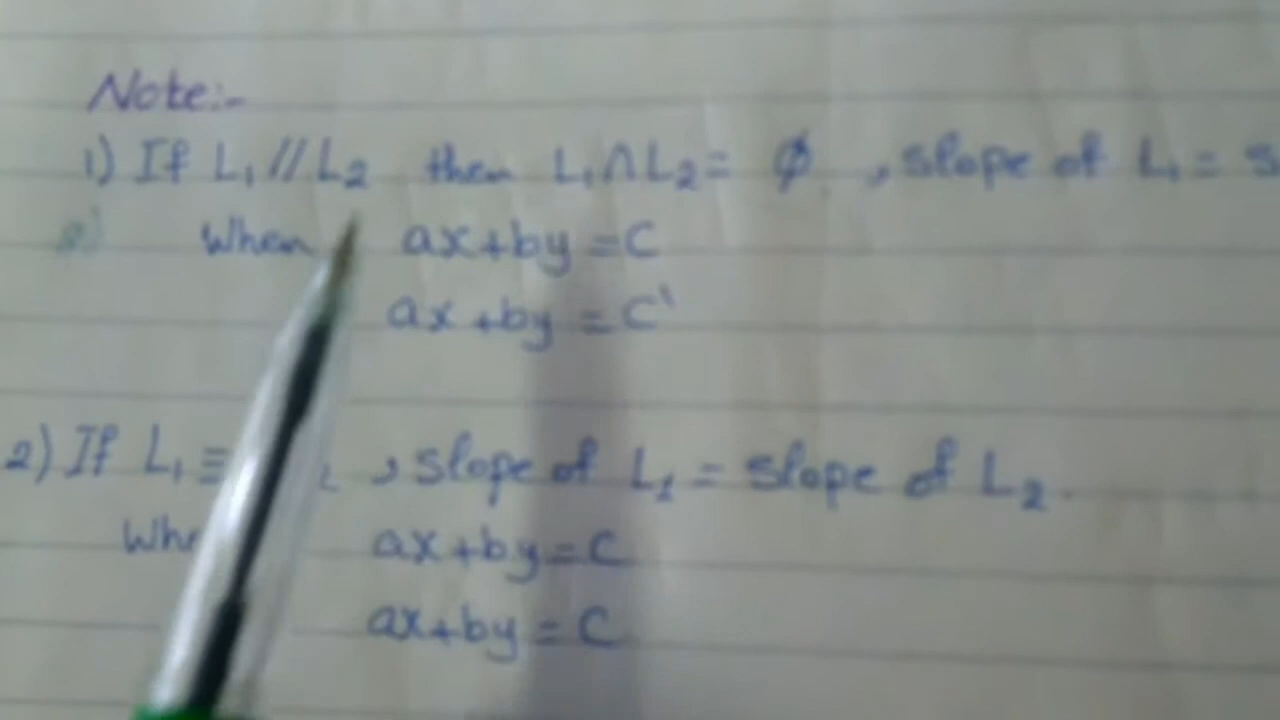 Note:-
1) If L₁ // L₂ then L₁∩L₂ = ∅ , slope of L₁ = s
When ax+by = C
ax+by = C'
2) If L₁ ≡ , slope of L₁ = slope of L₂.
Whe ax+by = C
ax+by = C